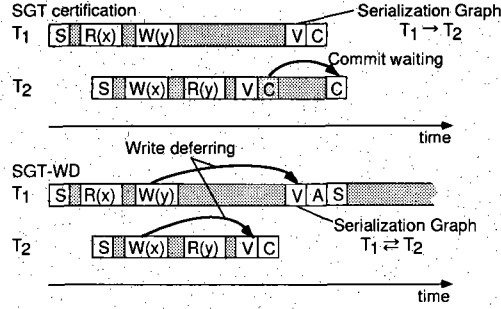 SGT certification
Serialization Graph
T1 S R(x) W(y) V C T1 → T2
Commit waiting
T2 S W(x) R(y) V C C
time
Write deferring
SGT-WD
T1 S R(x) W(y) V A S
Serialization Graph
T2 S W(x) R(y) V C T1 ⇄ T2
time